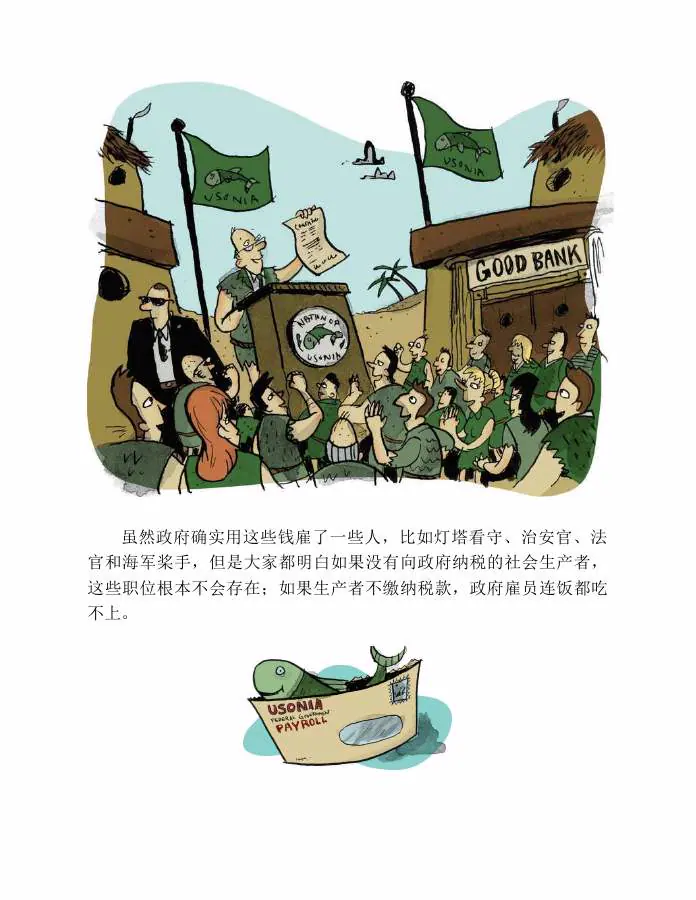 USONIA
USONIA
GOOD BANK
NATION OF
USONIA
虽然政府确实用这些钱雇了一些人，比如灯塔看守、治安官、法
官和海军桨手，但是大家都明白如果没有向政府纳税的社会生产者，
这些职位根本不会存在；如果生产者不缴纳税款，政府雇员连饭都吃
不上。
USONIA
FEDERAL GOVERNMENT
PAYROLL